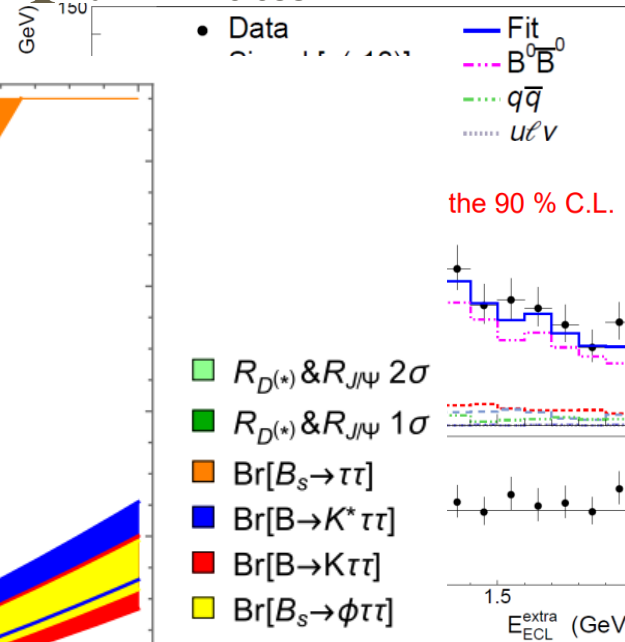 150
GeV)
Data
Fit
B⁰B̅⁰
qq̅
uℓν
the 90 % C.L.
R_D(*) & R_J/Ψ 2σ
R_D(*) & R_J/Ψ 1σ
Br[B_s→ττ]
Br[B→K*ττ]
Br[B→Kττ]
Br[B_s→ϕττ]
1.5
E_ECL^extra (GeV